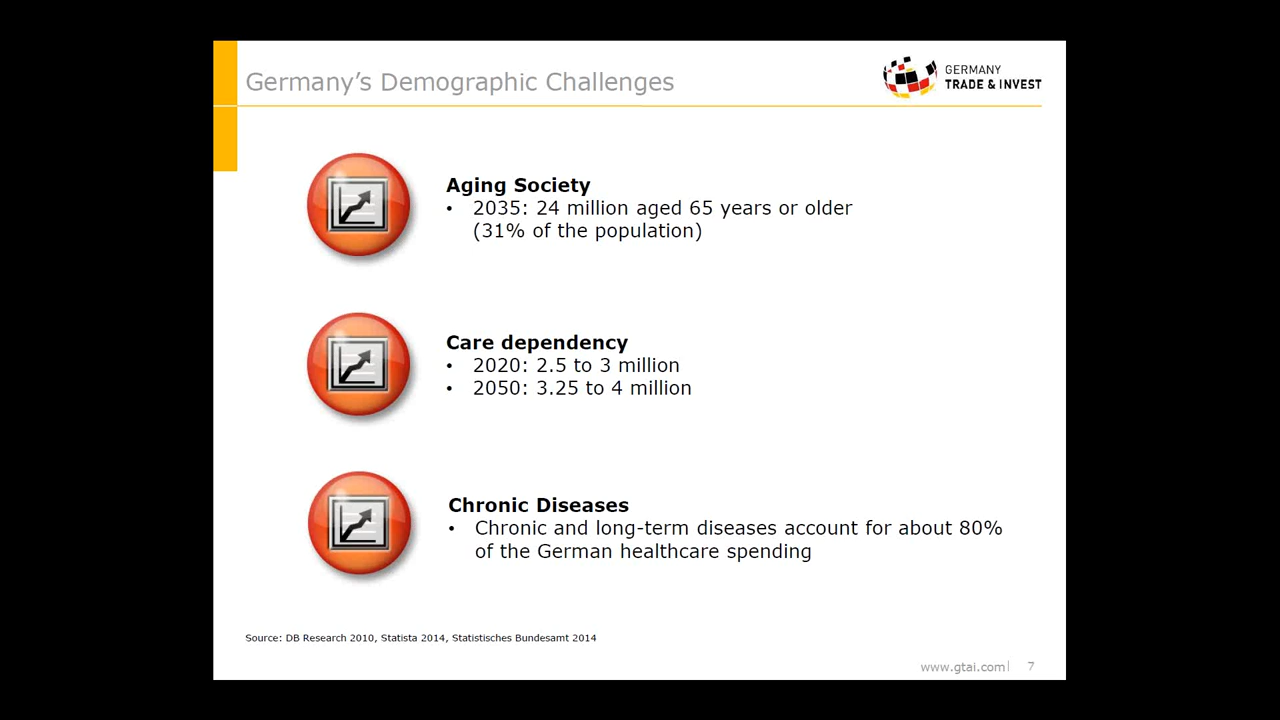 Germany's Demographic Challenges
GERMANY
TRADE & INVEST
Aging Society
• 2035: 24 million aged 65 years or older
(31% of the population)
Care dependency
• 2020: 2.5 to 3 million
• 2050: 3.25 to 4 million
Chronic Diseases
• Chronic and long-term diseases account for about 80%
of the German healthcare spending
Source: DB Research 2010, Statista 2014, Statistisches Bundesamt 2014
www.gtai.com| 7